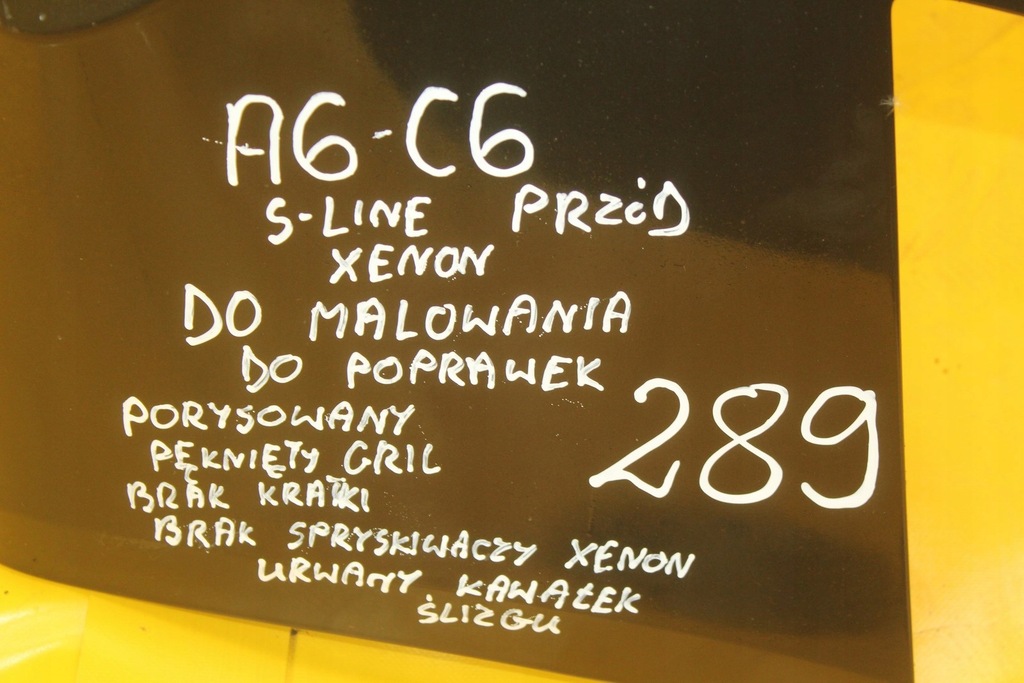 A6-C6
S-LINE PRZÓD
XENON
DO MALOWANIA
DO POPRAWEK
289
PORYSOWANY
PĘKNIĘTY GRIL
BRAK KRATKI
BRAK SPRYSKIWACZY XENON
URWANY KAWAŁEK
ŚLIZGU